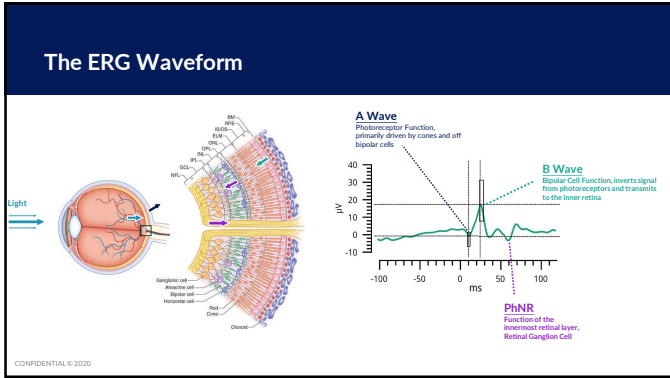 The ERG Waveform
Light
BM
RPE
IS/OS
ELM
ONL
OPL
INL
IPL
GCL
NFL
Ganglionic cell
Amacrine cell
Bipolar cell
Horizontal cell
Rod
Cone
Choroid
A Wave
Photoreceptor Function,
primarily driven by cones and off
bipolar cells
B Wave
Bipolar Cell Function, inverts signal
from photoreceptors and transmits
to the inner retina
40
30
20
10
0
-10
µV
-100
-50
0
50
100
ms
PhNR
Function of the
innermost retinal layer,
Retinal Ganglion Cell
CONFIDENTIAL © 2020